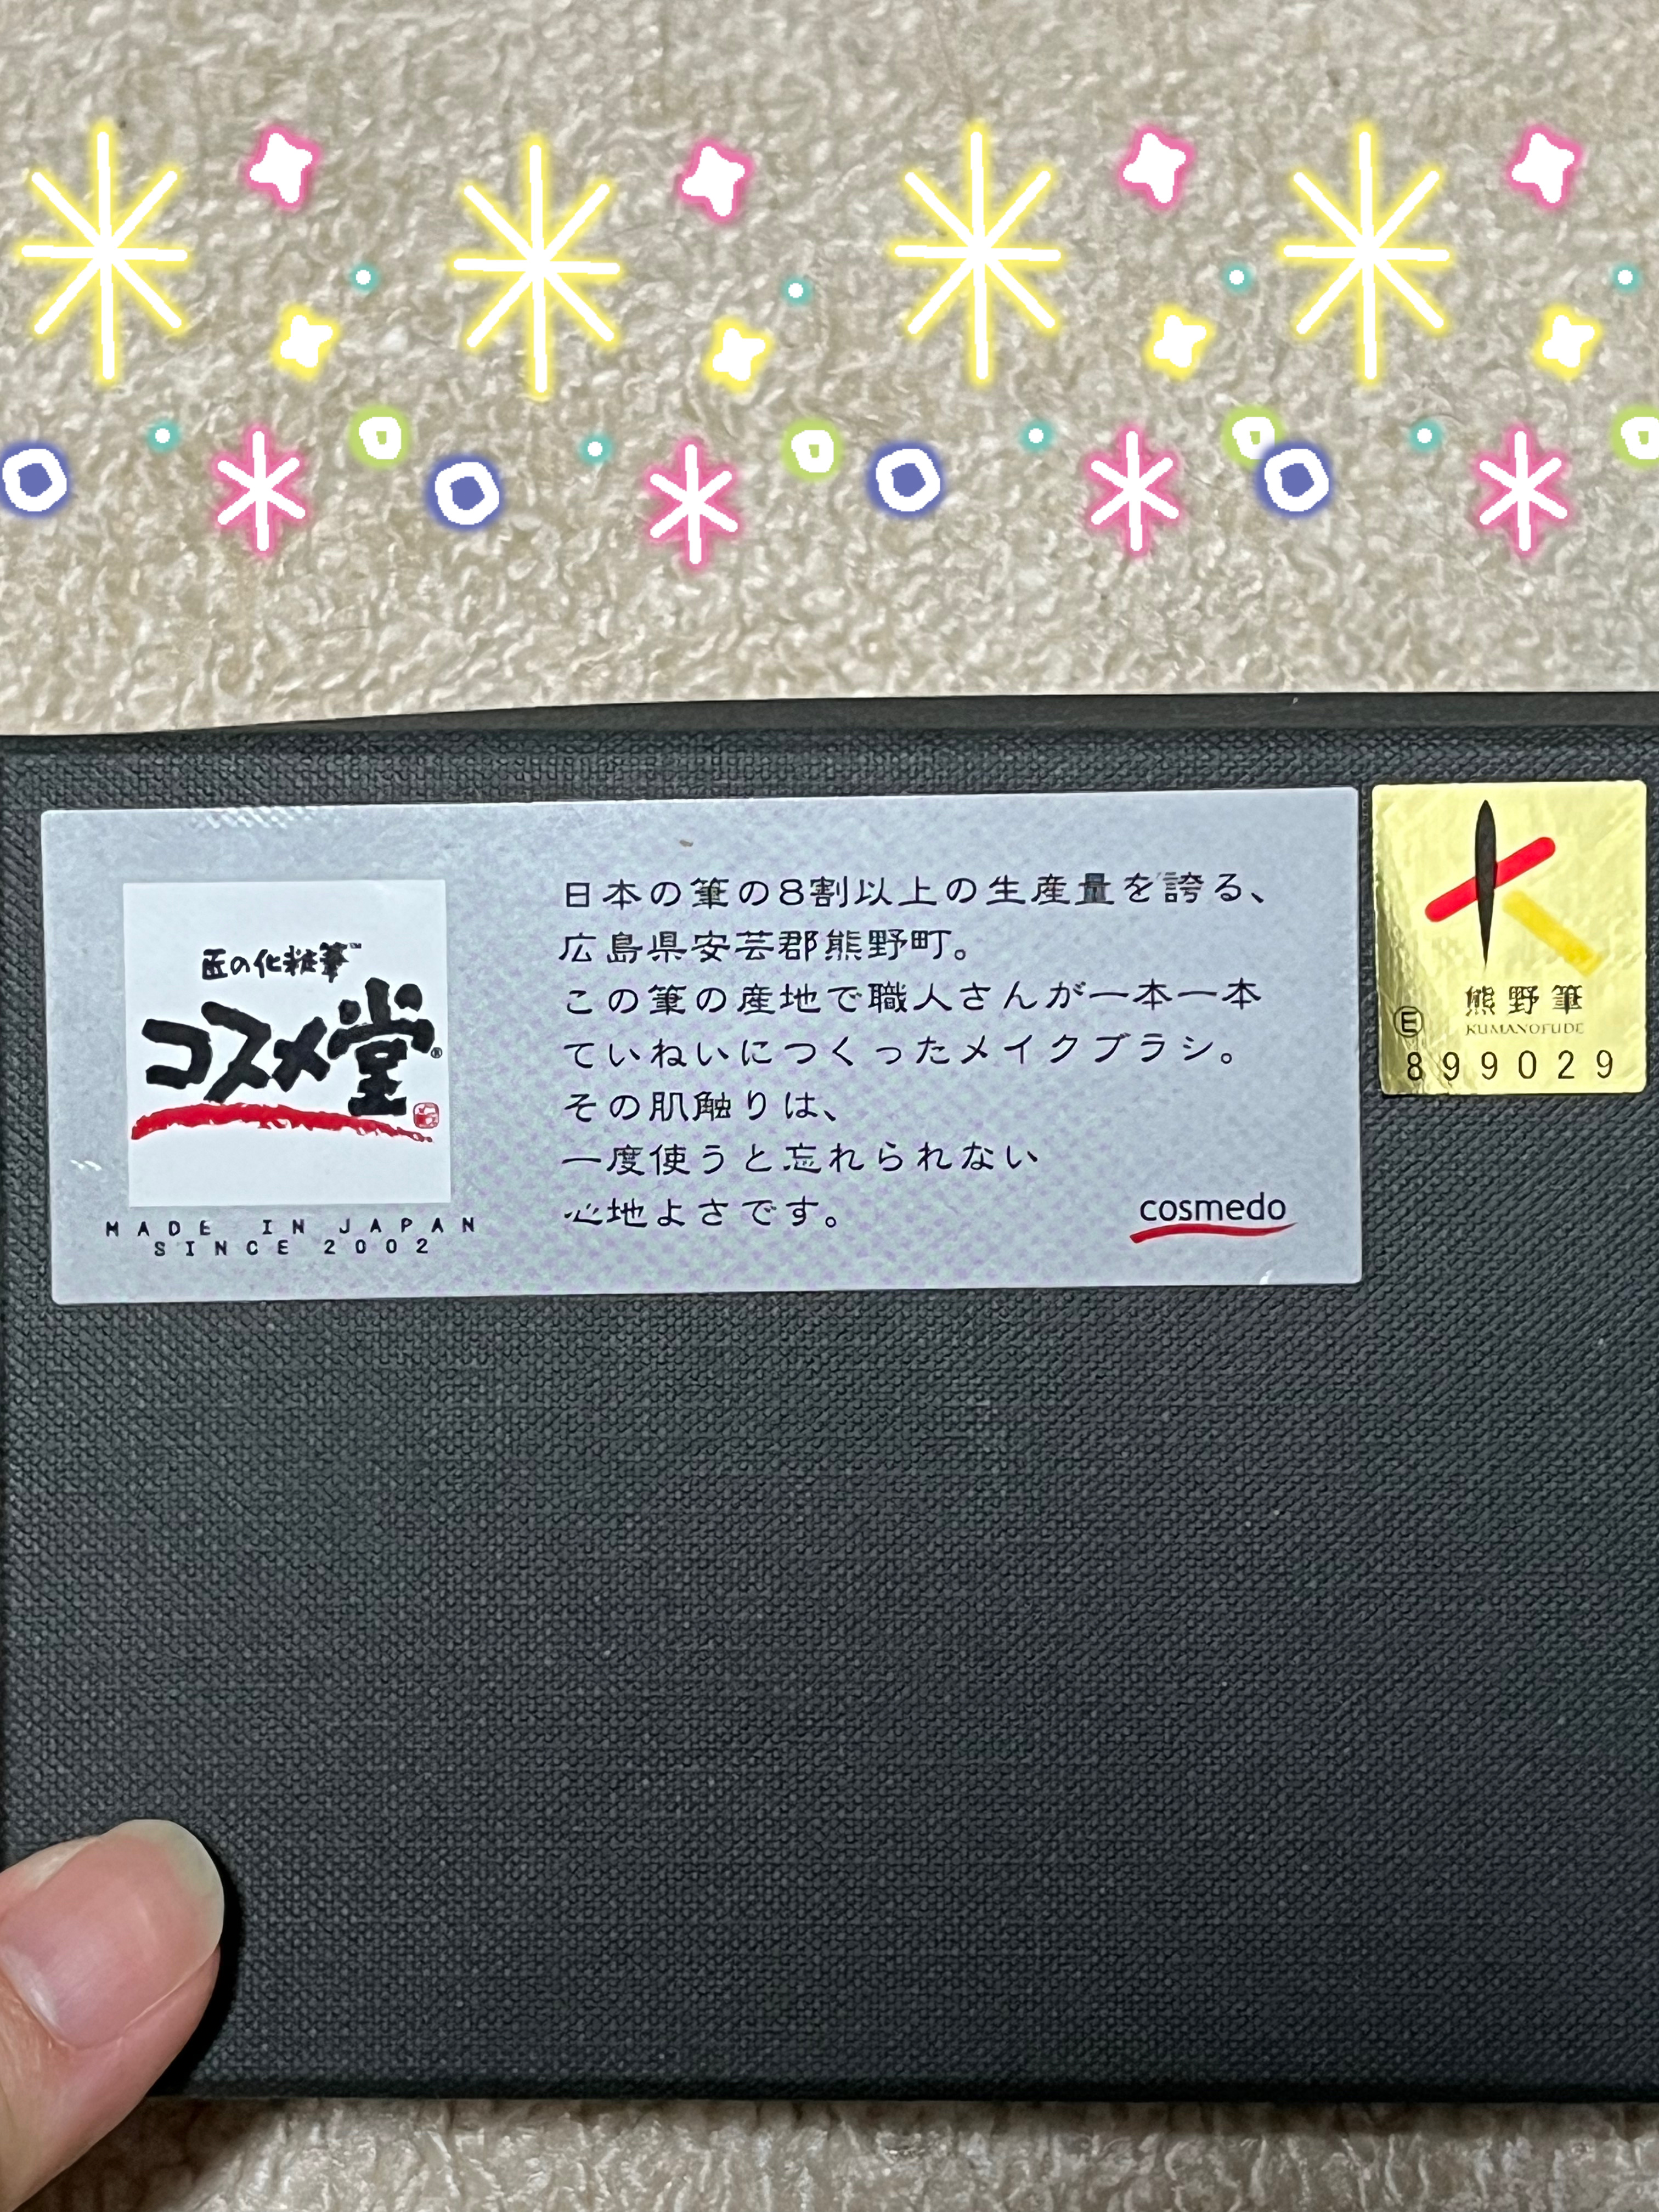 匠の化粧筆™
コスメ堂®
MADE IN JAPAN
SINCE 2002
日本の筆の8割以上の生産量を誇る、
広島県安芸郡熊野町。
この筆の産地で職人さんが一本一本
ていねいにつくったメイクブラシ。
その肌触りは、
一度使うと忘れられない
心地よさです。
cosmedo
熊野筆
KUMANOFUDE
Ⓔ
899029